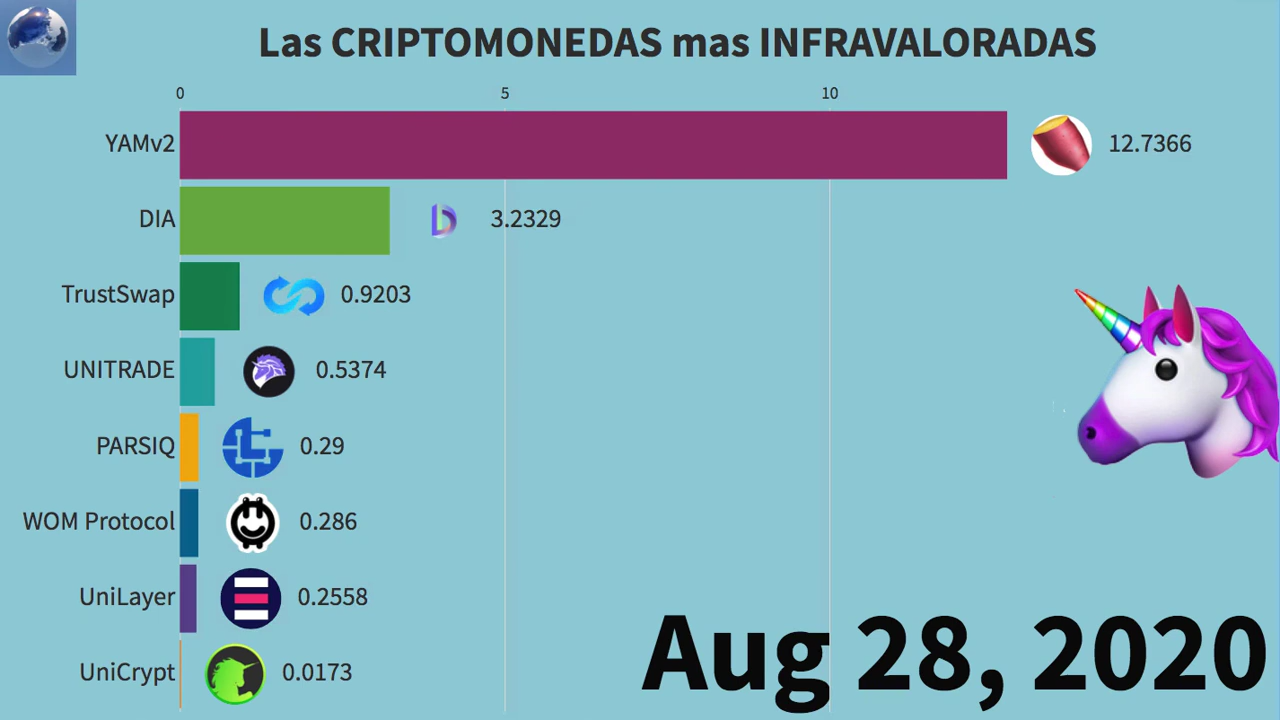 Las CRIPTOMONEDAS mas INFRAVALORADAS
0 5 10
YAMv2 12.7366
DIA 3.2329
TrustSwap 0.9203
UNITRADE 0.5374
PARSIQ 0.29
WOM Protocol 0.286
UniLayer 0.2558
UniCrypt 0.0173
Aug 28, 2020